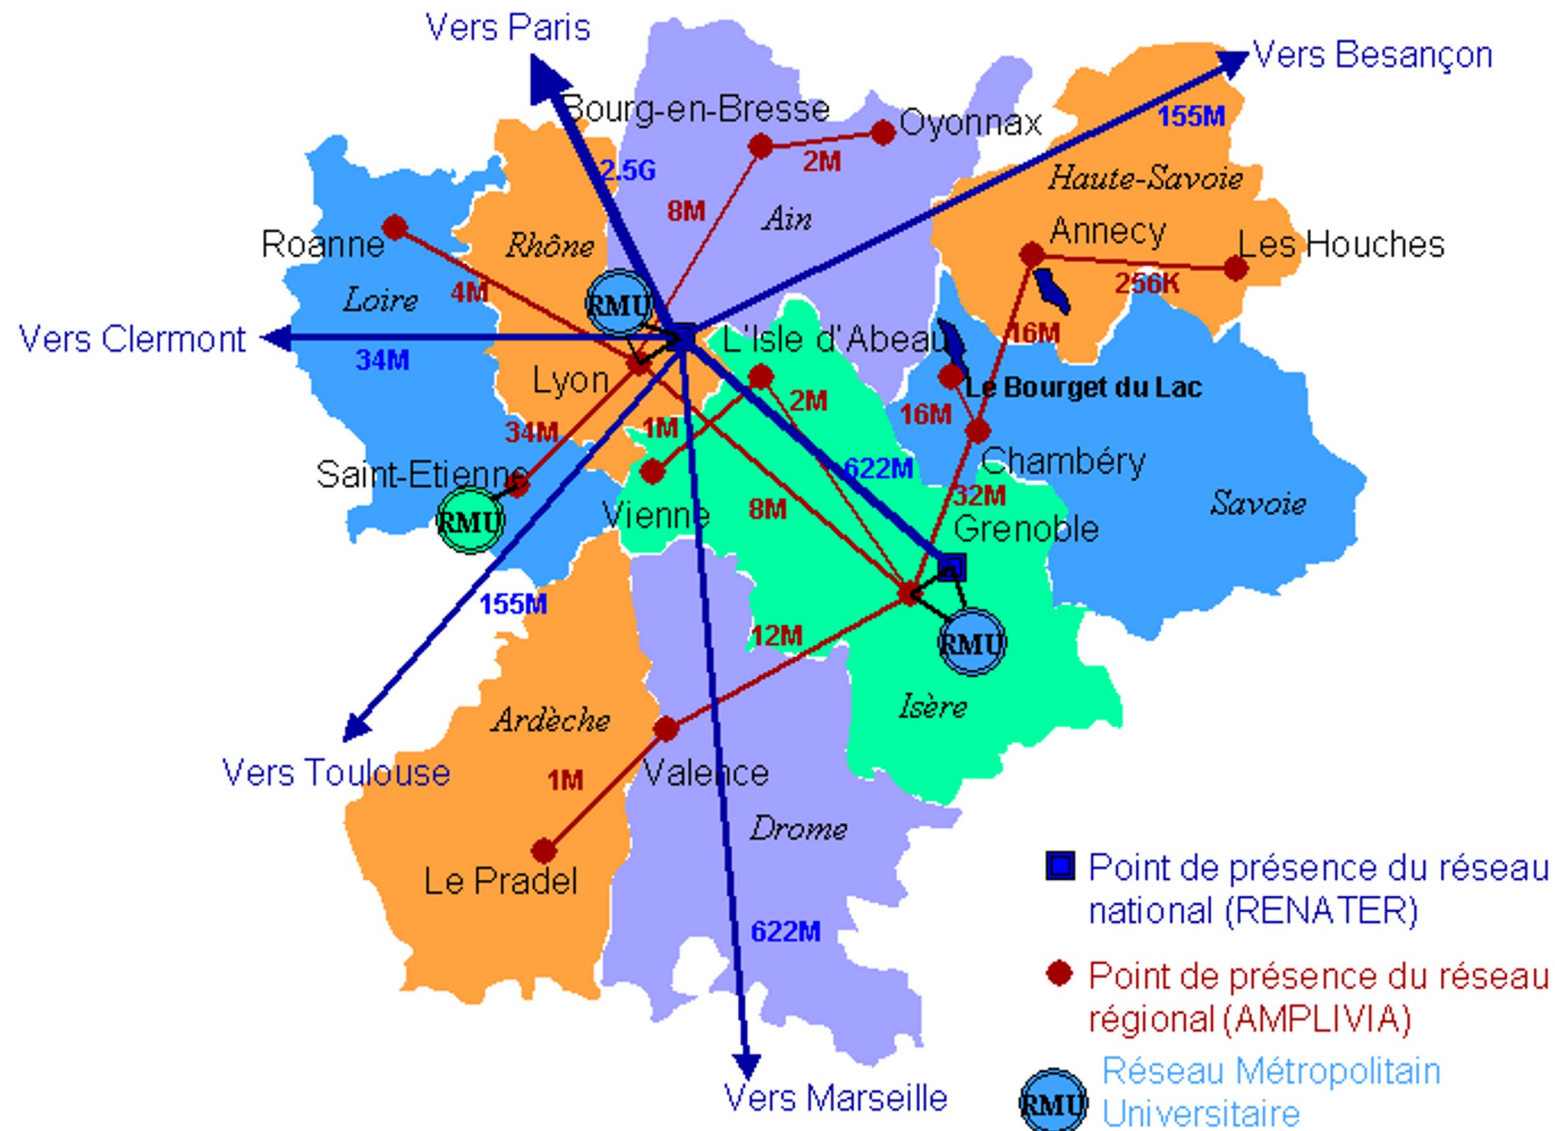 Vers Paris
Vers Besançon
Bourg-en-Bresse
Oyonnax
155M
2M
2.5G
Haute-Savoie
8M
Ain
Annecy
Roanne
Rhône
Les Houches
4M
256K
Loire
RMU
16M
Vers Clermont
L'Isle d'Abeau
34M
Lyon
Le Bourget du Lac
2M
16M
34M
1M
Chambéry
622M
Saint-Etienne
32M
Savoie
8M
RMU
Vienne
Grenoble
155M
12M
RMU
Isère
Ardèche
Vers Toulouse
1M
Valence
Drome
Le Pradel
Point de présence du réseau
national (RENATER)
622M
Point de présence du réseau
régional (AMPLIVIA)
Vers Marseille
RMU
Réseau Métropolitain
Universitaire